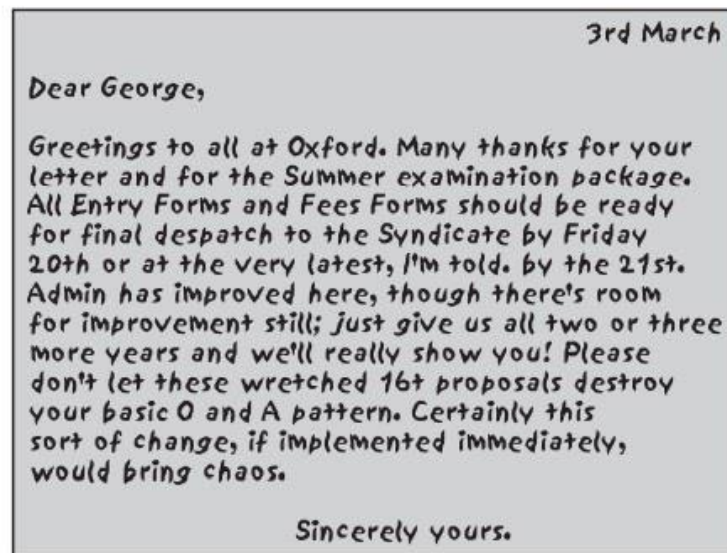 3rd March
Dear George,
Greetings to all at Oxford. Many thanks for your
letter and for the Summer examination package.
All Entry Forms and Fees Forms should be ready
for final despatch to the Syndicate by Friday
20th or at the very latest, I'm told. by the 21st.
Admin has improved here, though there's room
for improvement still; just give us all two or three
more years and we'll really show you! Please
don't let these wretched 16t proposals destroy
your basic O and A pattern. Certainly this
sort of change, if implemented immediately,
would bring chaos.
Sincerely yours.